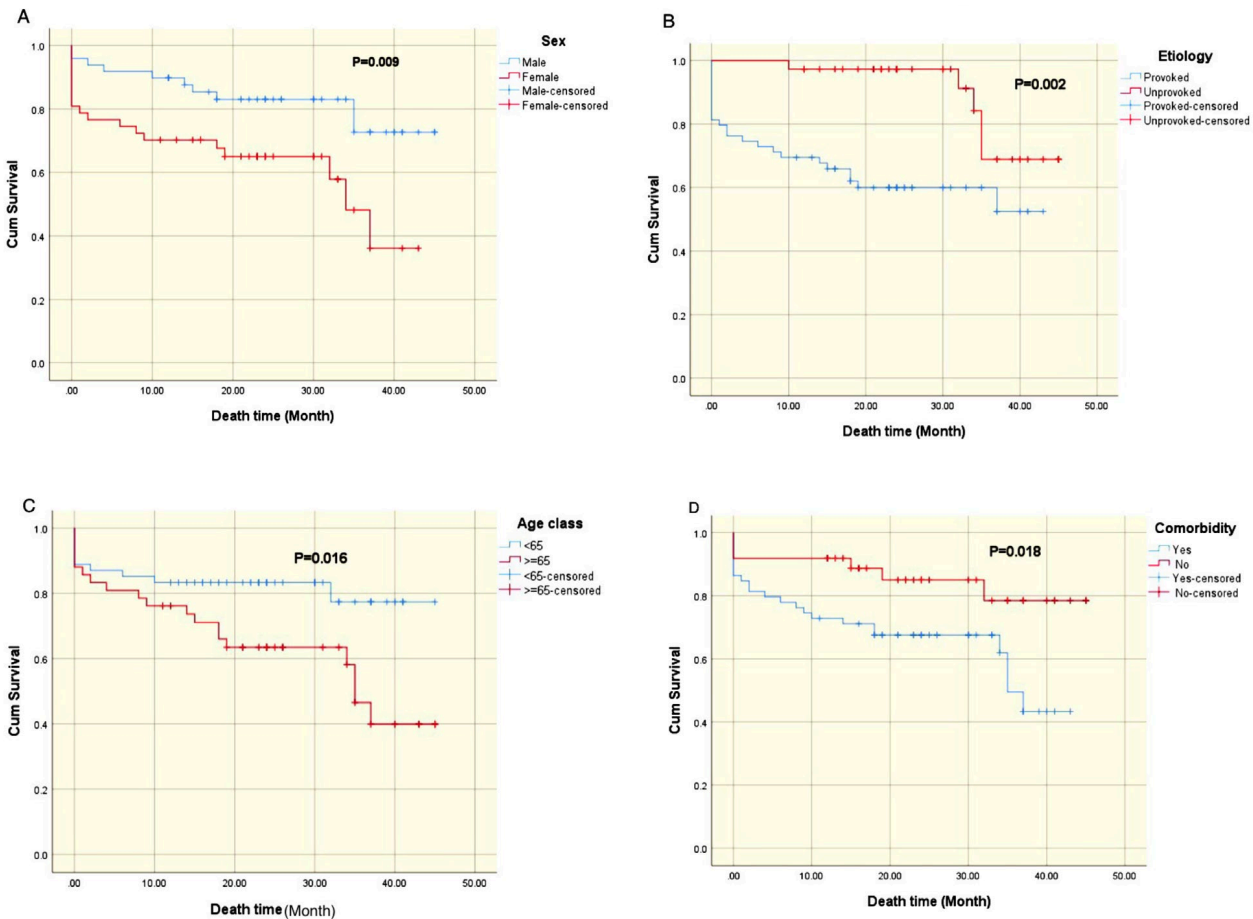 A
Sex
Male
Female
Male-censored
Female-censored
P=0.009
1.0
0.8
0.6
0.4
0.2
0.0
Cum Survival
.00 10.00 20.00 30.00 40.00 50.00
Death time (Month)
B
Etiology
Provoked
Unprovoked
Provoked-censored
Unprovoked-censored
P=0.002
1.0
0.8
0.6
0.4
0.2
0.0
Cum Survival
.00 10.00 20.00 30.00 40.00 50.00
Death time (Month)
C
Age class
<65
>=65
<65-censored
>=65-censored
P=0.016
1.0
0.8
0.6
0.4
0.2
0.0
Cum Survival
.00 10.00 20.00 30.00 40.00 50.00
Death time (Month)
D
Comorbidity
Yes
No
Yes-censored
No-censored
P=0.018
1.0
0.8
0.6
0.4
0.2
0.0
Cum Survival
.00 10.00 20.00 30.00 40.00 50.00
Death time (Month)